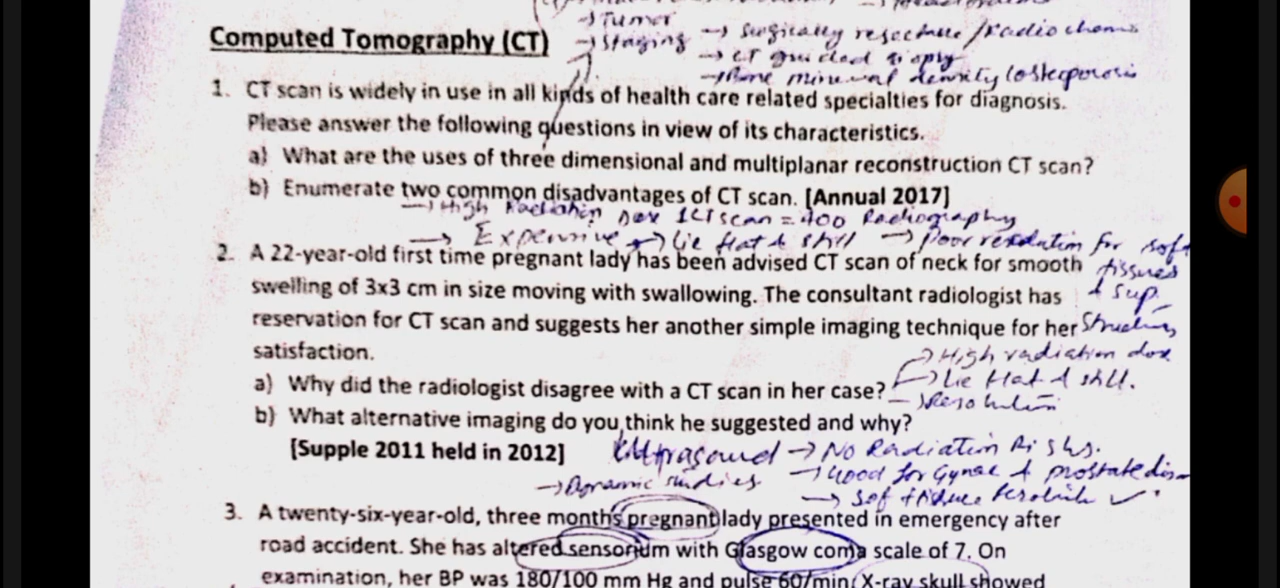 → Tumor
→ Staging → Surgically
→ CT guided biopsy
→ Bone mineral density / osteoporosis
Computed Tomography (CT)
1. CT scan is widely in use in all kinds of health care related specialties for diagnosis.
Please answer the following questions in view of its characteristics.
a) What are the uses of three dimensional and multiplanar reconstruction CT scan?
b) Enumerate two common disadvantages of CT scan. [Annual 2017]
→ High Radiation Dose 1 CT scan = 400 Radiography
→ Expensive → Lie flat & still → Poor resolution for soft
tissues
& sup.
2. A 22-year-old first time pregnant lady has been advised CT scan of neck for smooth
swelling of 3x3 cm in size moving with swallowing. The consultant radiologist has
reservation for CT scan and suggests her another simple imaging technique for her
satisfaction.
→ High radiation dose
a) Why did the radiologist disagree with a CT scan in her case? → Lie flat & still.
→ Resolution
b) What alternative imaging do you think he suggested and why?
[Supple 2011 held in 2012] Ultrasound → No Radiation Risks.
→ Dynamic studies → Good for Gynae & prostate
→ Soft tissue ✓
3. A twenty-six-year-old, three months pregnant lady presented in emergency after
road accident. She has altered sensorium with Glasgow coma scale of 7. On
examination, her BP was 180/100 mm Hg and pulse 60/min. X-ray skull showed